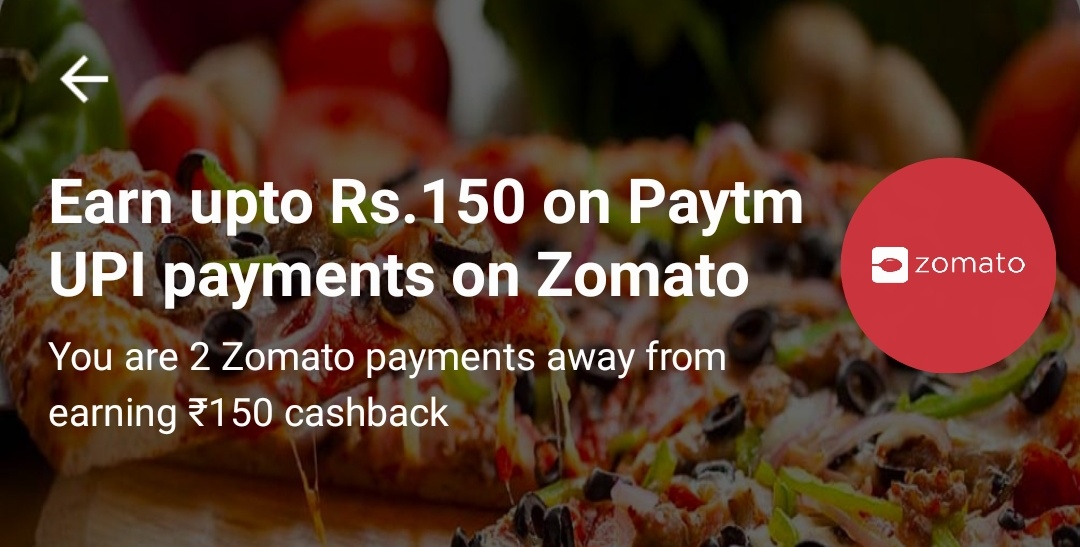 Earn upto Rs.150 on Paytm
UPI payments on Zomato
zomato
You are 2 Zomato payments away from
earning ₹150 cashback